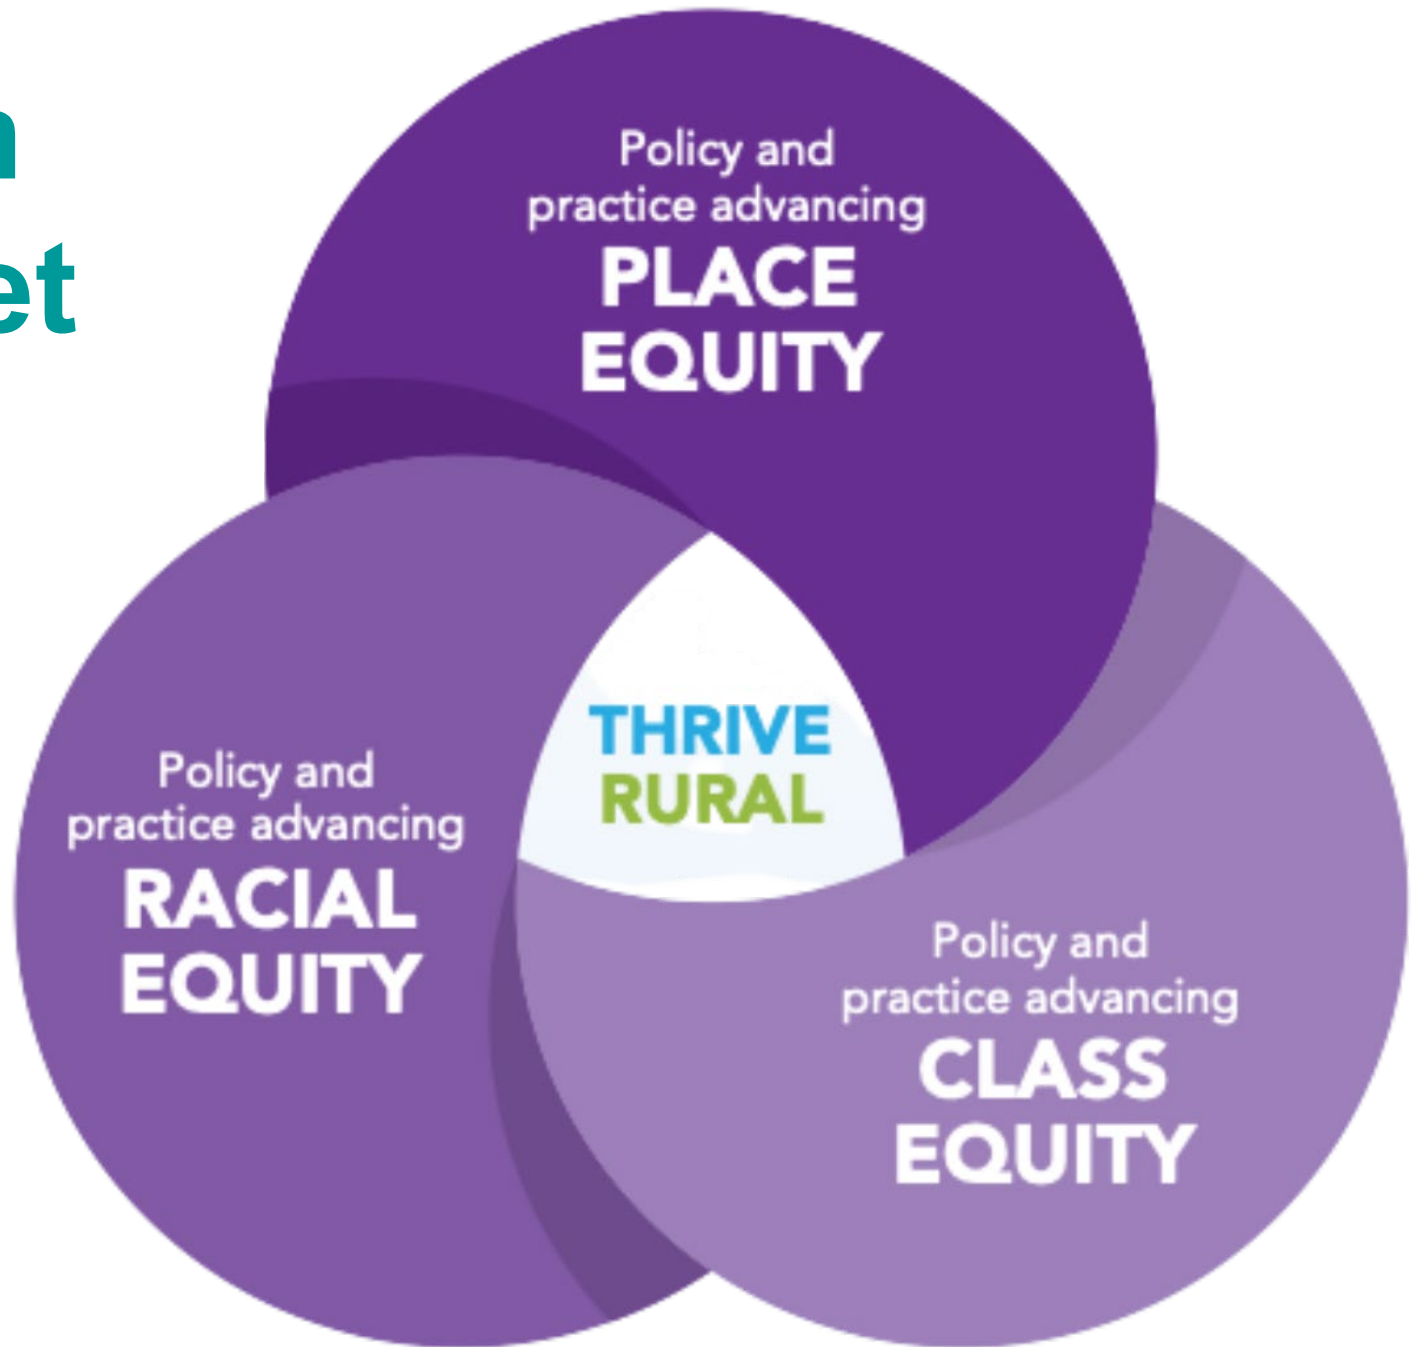 Policy and
practice advancing
PLACE
EQUITY
THRIVE
RURAL
Policy and
practice advancing
RACIAL
EQUITY
Policy and
practice advancing
CLASS
EQUITY